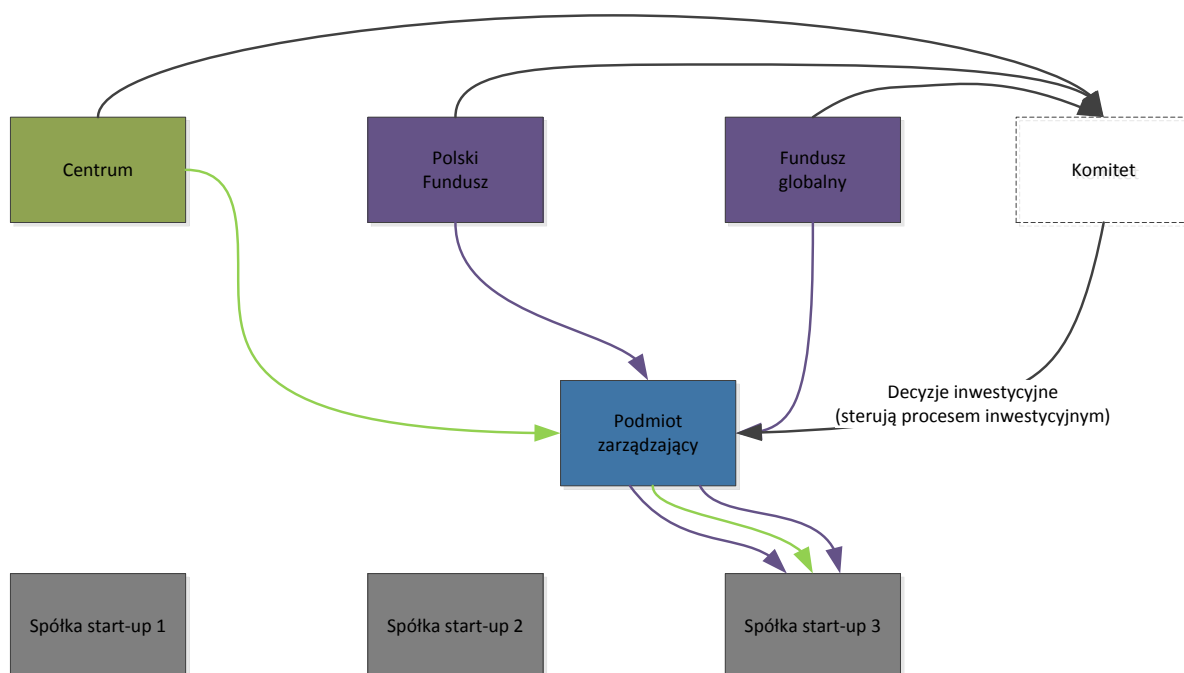 Centrum
Polski
Fundusz
Fundusz
globalny
Komitet
Decyzje inwestycyjne
(sterują procesem inwestycyjnym)
Podmiot
zarządzający
Spółka start-up 1
Spółka start-up 2
Spółka start-up 3